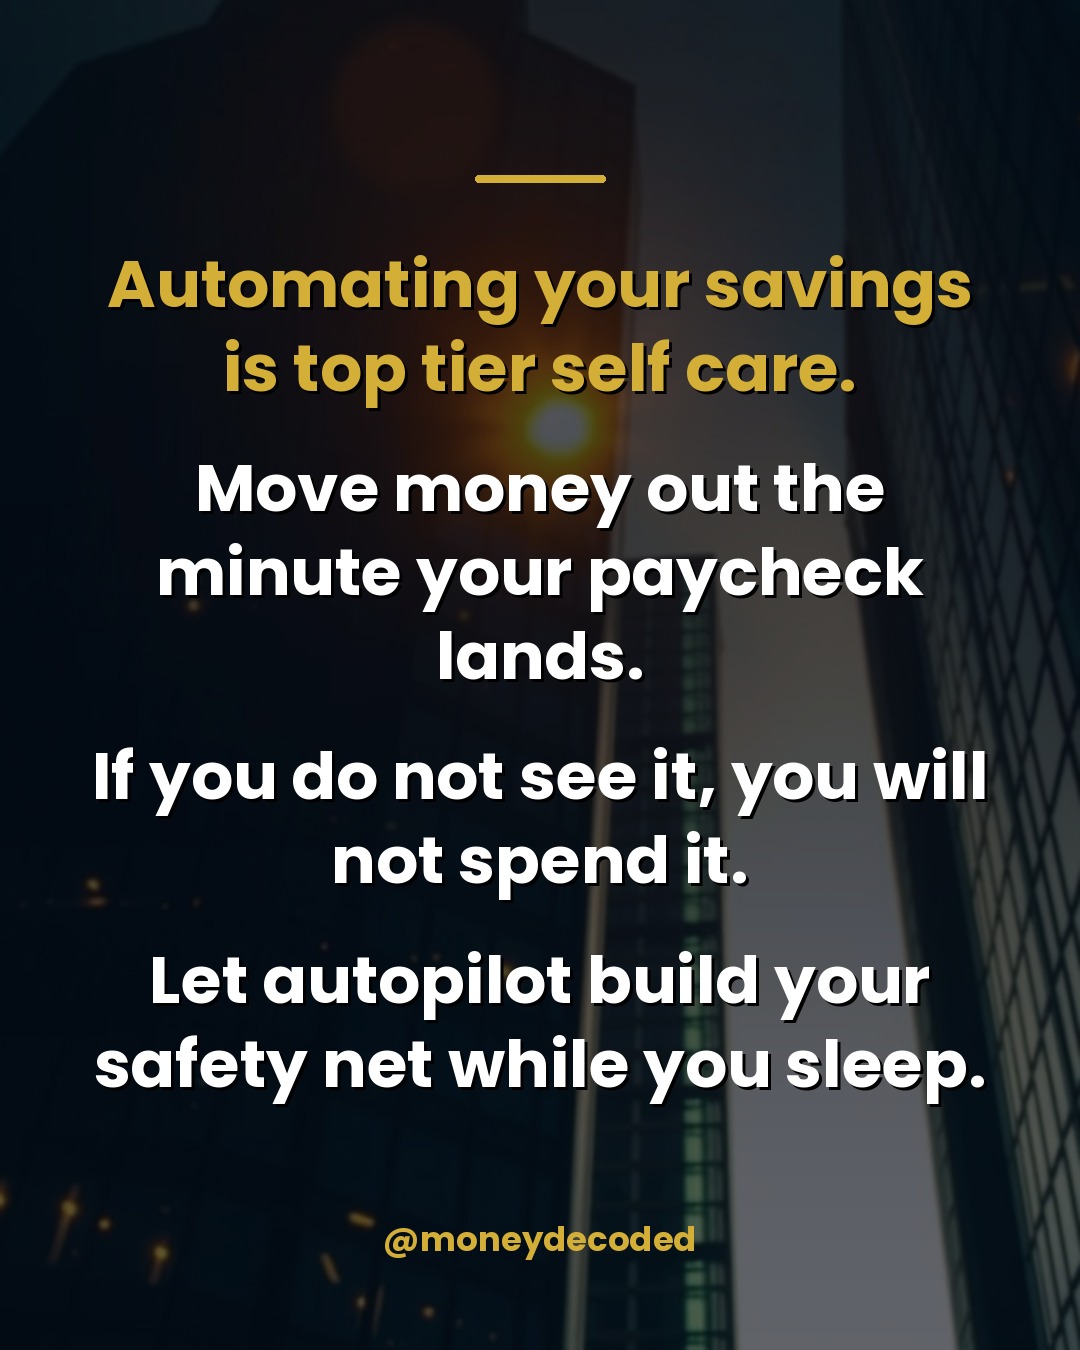 Automating your savings
is top tier self care.
Move money out the
minute your paycheck
lands.
If you do not see it, you will
not spend it.
Let autopilot build your
safety net while you sleep.
@moneydecoded